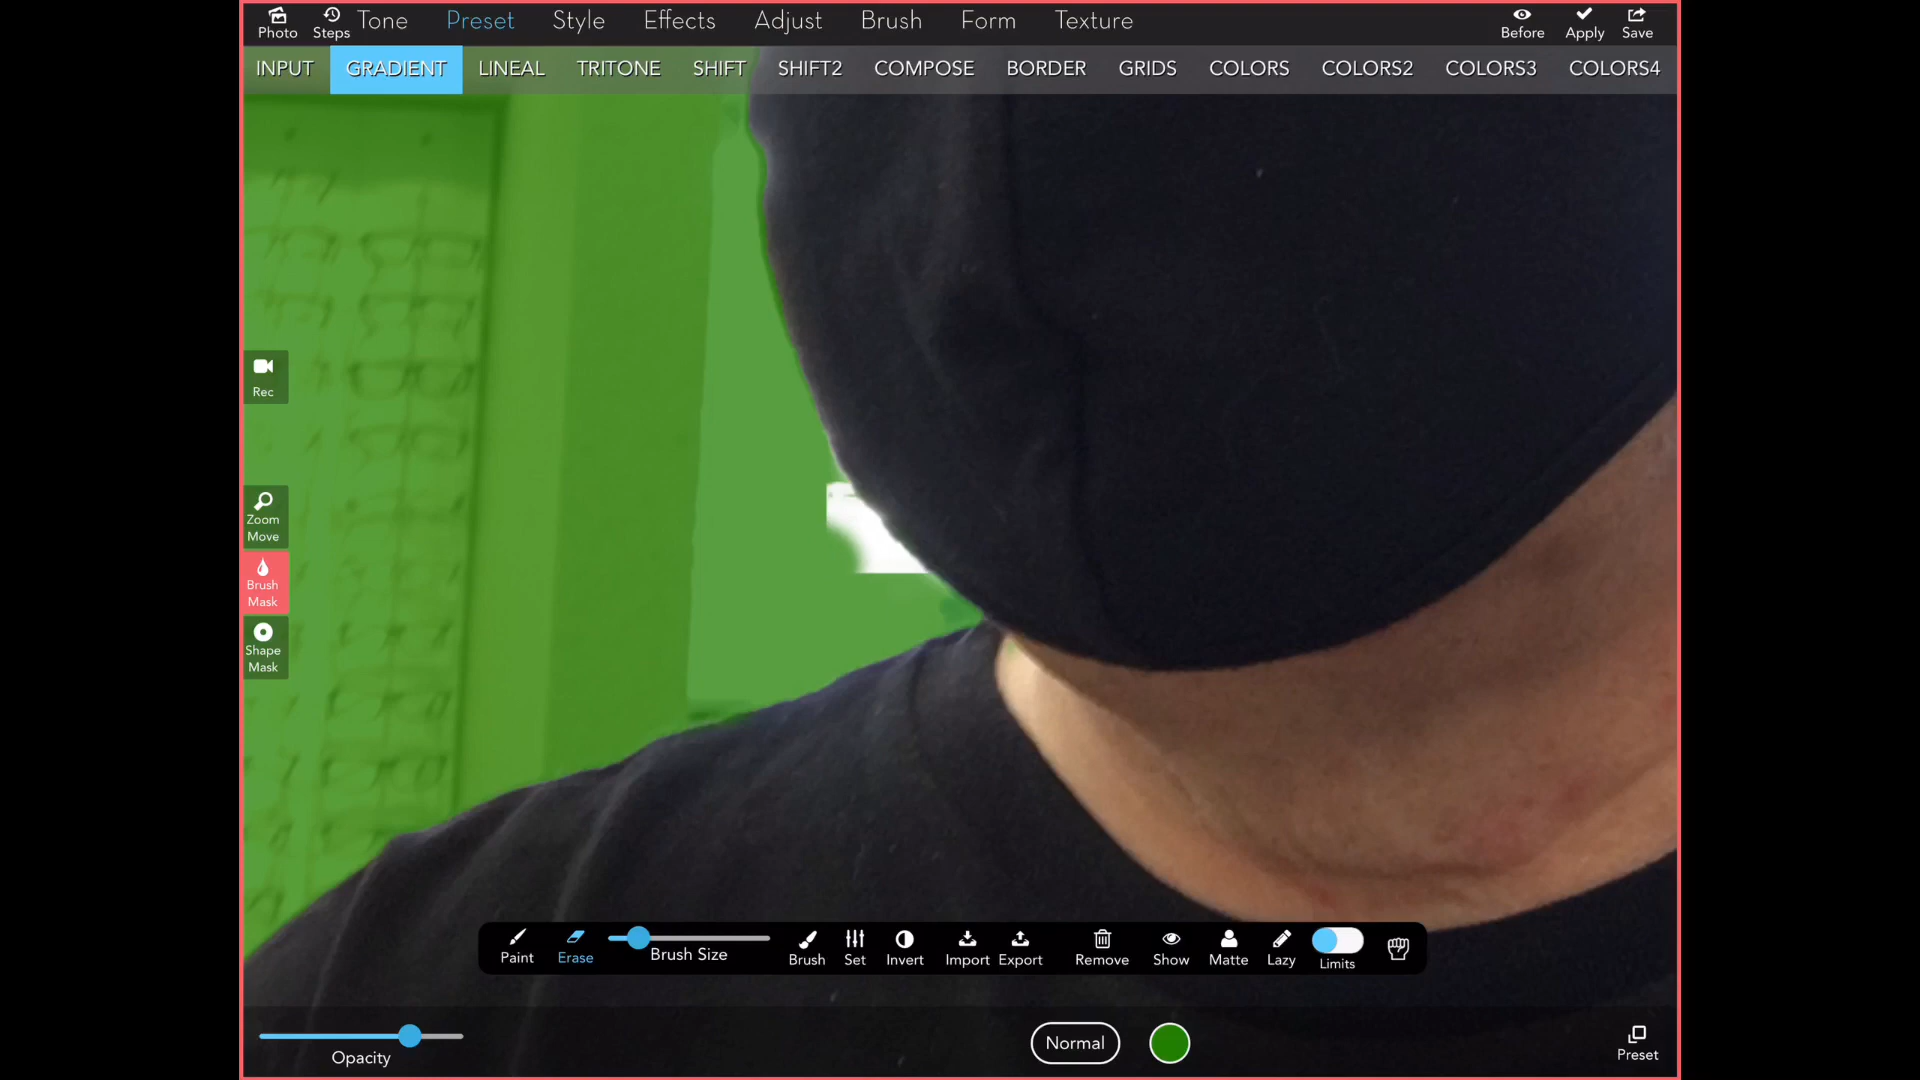 Photo Steps Tone Preset Style Effects Adjust Brush Form Texture Before Apply Save
INPUT GRADIENT LINEAL TRITONE SHIFT SHIFT2 COMPOSE BORDER GRIDS COLORS COLORS2 COLORS3 COLORS4
Rec
Zoom
Move
Brush
Mask
Shape
Mask
Paint Erase Brush Size Brush Set Invert Import Export Remove Show Matte Lazy Limits
Opacity Normal Preset